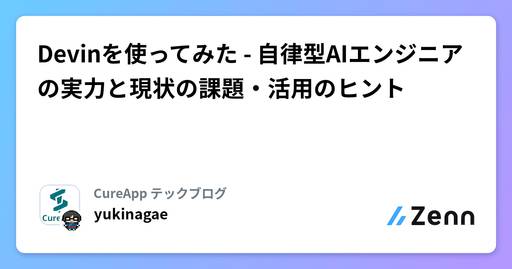 Devinを使ってみた - 自律型AIエンジニア
の実力と現状の課題・活用のヒント
CureApp テックブログ
Cure
yukinagae
Zenn